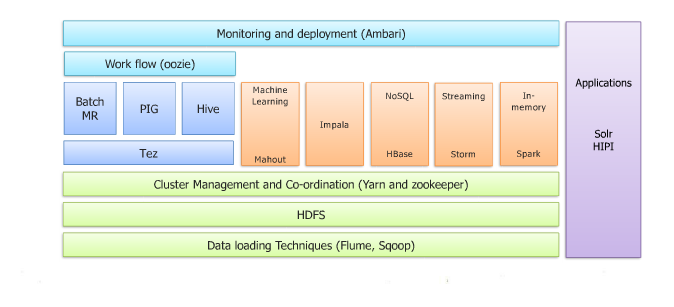 Monitoring and deployment (Ambari)
Work flow (oozie)
Batch
MR
PIG
Hive
Tez
Machine
Learning
Mahout
Impala
NoSQL
HBase
Streaming
Storm
In-
memory
Spark
Cluster Management and Co-ordination (Yarn and zookeeper)
HDFS
Data loading Techniques (Flume, Sqoop)
Applications
Solr
HIPI